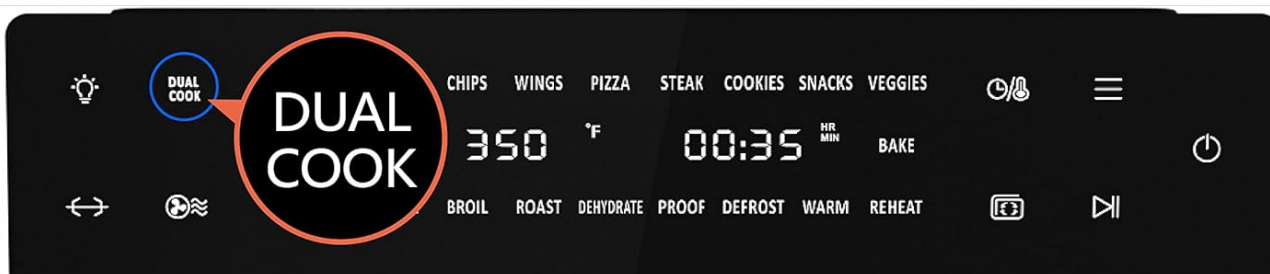 DUAL
COOK
DUAL
COOK
CHIPS WINGS PIZZA STEAK COOKIES SNACKS VEGGIES
350 °F 00:35 HR MIN BAKE
BROIL ROAST DEHYDRATE PROOF DEFROST WARM REHEAT